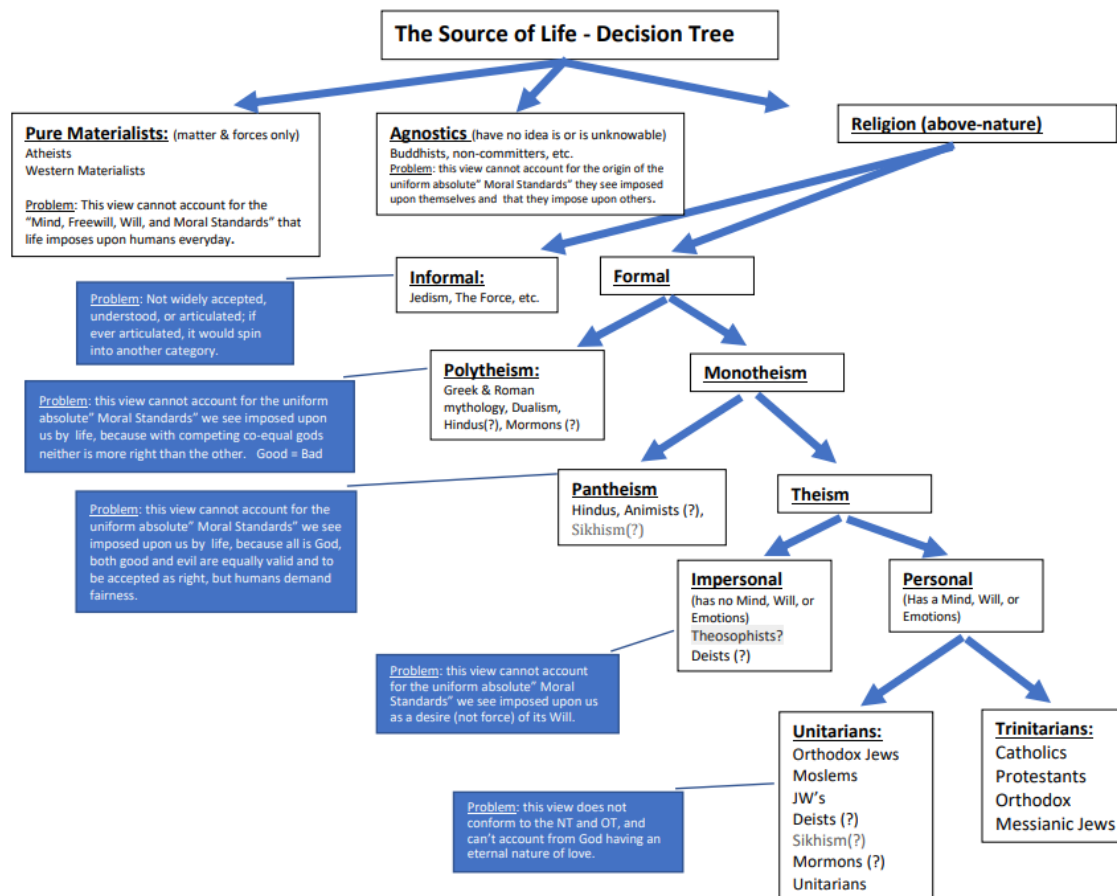 The Source of Life - Decision Tree
Pure Materialists: (matter & forces only)
Atheists
Western Materialists
Problem: This view cannot account for the
“Mind, Freewill, Will, and Moral Standards” that
life imposes upon humans everyday.
Agnostics (have no idea is or is unknowable)
Buddhists, non-committers, etc.
Problem: this view cannot account for the origin of the
uniform absolute” Moral Standards” they see imposed
upon themselves and that they impose upon others.
Religion (above-nature)
Informal:
Jedism, The Force, etc.
Formal
Problem: Not widely accepted,
understood, or articulated; if
ever articulated, it would spin
into another category.
Polytheism:
Greek & Roman
mythology, Dualism,
Hindus(?), Mormons (?)
Monotheism
Problem: this view cannot account for the uniform
absolute” Moral Standards” we see imposed upon
us by life, because with competing co-equal gods
neither is more right than the other. Good = Bad
Pantheism
Hindus, Animists (?),
Sikhism(?)
Theism
Problem: this view cannot account for the
uniform absolute” Moral Standards” we see
imposed upon us by life, because all is God,
both good and evil are equally valid and to
be accepted as right, but humans demand
fairness.
Impersonal
(has no Mind, Will, or
Emotions)
Theosophists?
Deists (?)
Personal
(Has a Mind, Will, or
Emotions)
Problem: this view cannot account
for the uniform absolute” Moral
Standards” we see imposed upon us
as a desire (not force) of its Will.
Unitarians:
Orthodox Jews
Moslems
JW’s
Deists (?)
Sikhism(?)
Mormons (?)
Unitarians
Trinitarians:
Catholics
Protestants
Orthodox
Messianic Jews
Problem: this view does not
conform to the NT and OT, and
can’t account from God having an
eternal nature of love.